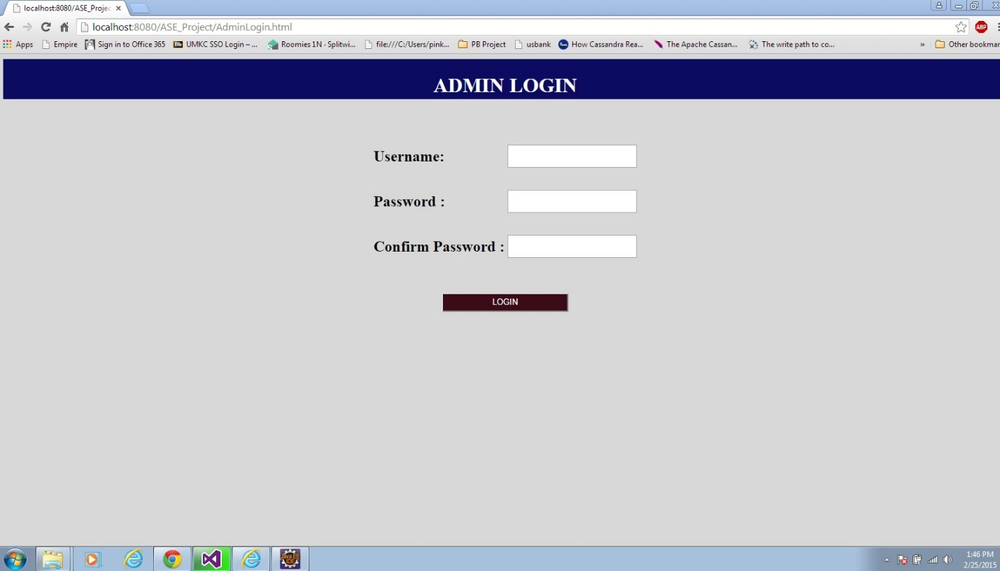 localhost:8080/ASE_Projec
localhost:8080/ASE_Project/AdminLogin.html
ABP
Apps Empire Sign in to Office 365 Bb UMKC SSO Login – ... Roomies 1N - Splitwi... file:///C:/Users/pink... PB Project usbank How Cassandra Rea... The Apache Cassan... The write path to co... » Other bookmar
ADMIN LOGIN
Username:
Password :
Confirm Password :
LOGIN
Java EE
IDE
1:46 PM
2/25/2015